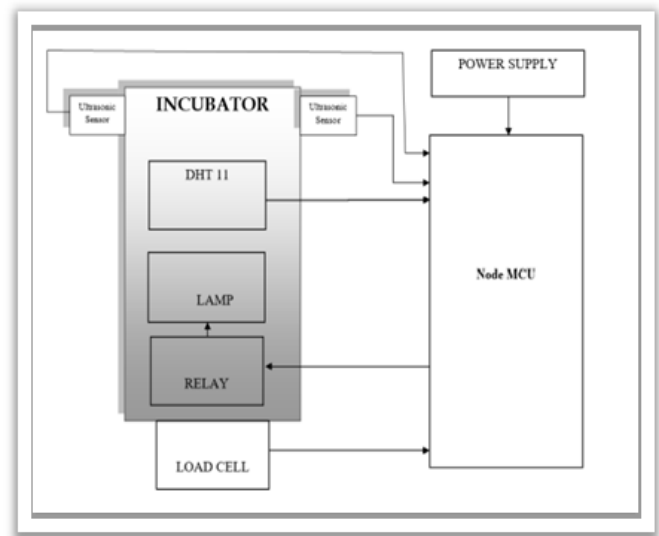 POWER SUPPLY
Ultrasonic
Sensor
INCUBATOR
Ultrasonic
Sensor
DHT 11
Node MCU
LAMP
RELAY
LOAD CELL